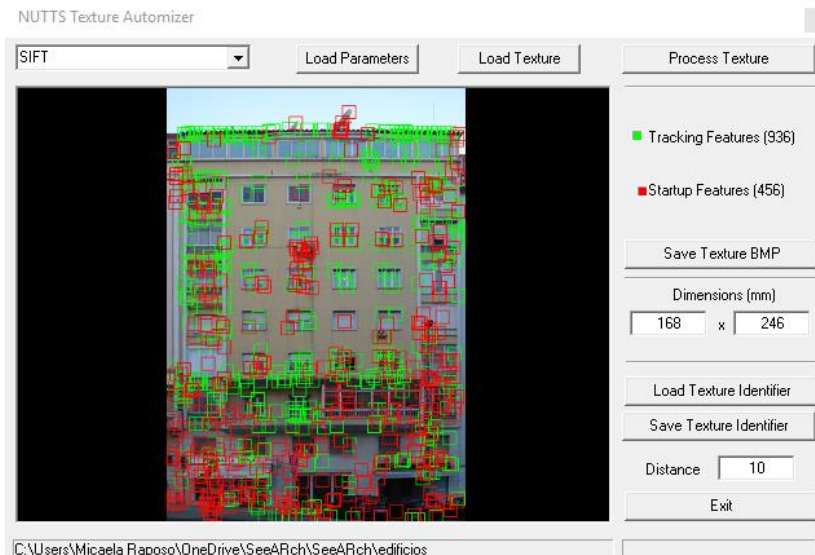 NUTTS Texture Automizer
SIFT
Load Parameters
Load Texture
Process Texture
Tracking Features (936)
Startup Features (456)
Save Texture BMP
Dimensions (mm)
168 x 246
Load Texture Identifier
Save Texture Identifier
Distance 10
Exit
C:\Users\Micaela Raposo\OneDrive\SeeARch\SeeARch\edificios